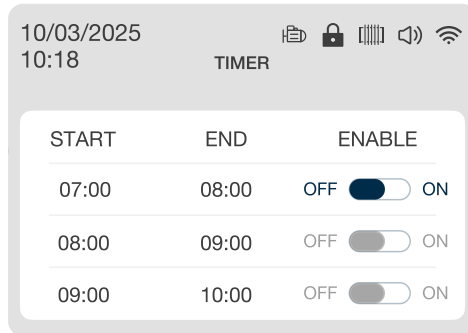 10/03/2025
10:18 TIMER
START END ENABLE
07:00 08:00 OFF ON
08:00 09:00 OFF ON
09:00 10:00 OFF ON